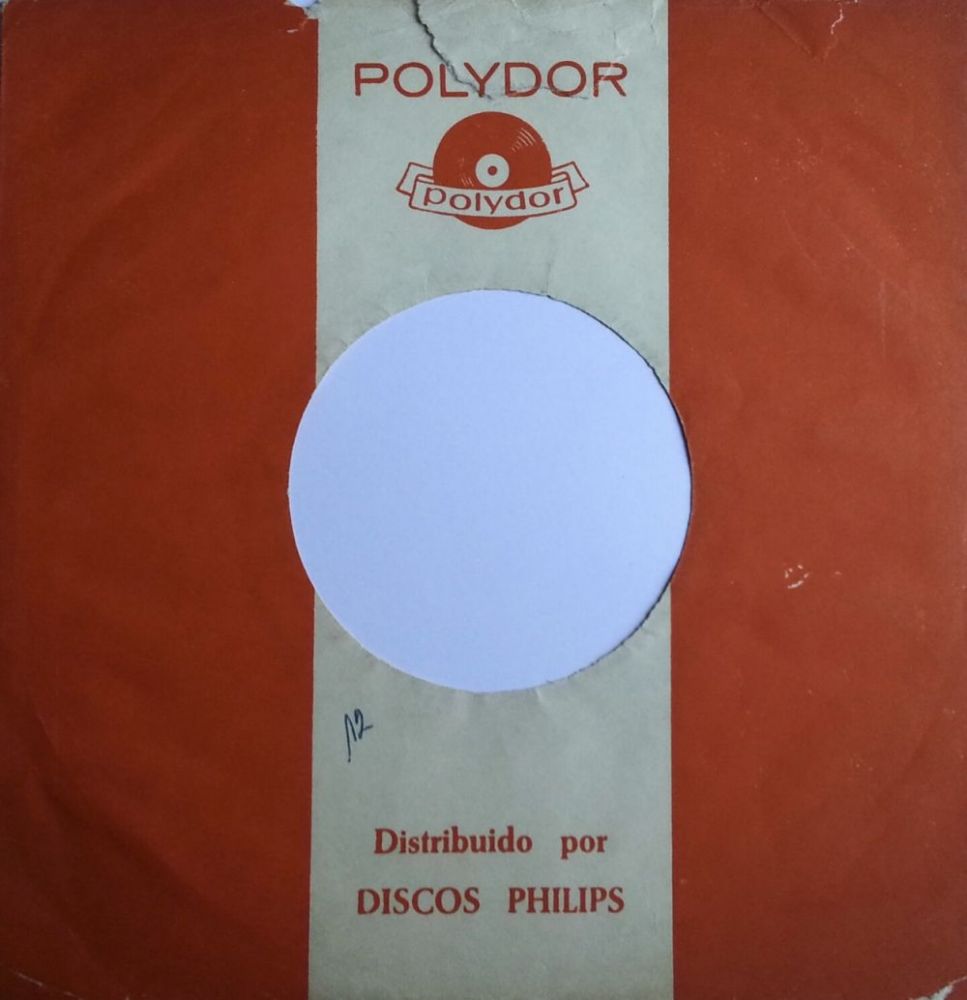 POLYDOR
polydor
12
Distribuido por
DISCOS PHILIPS